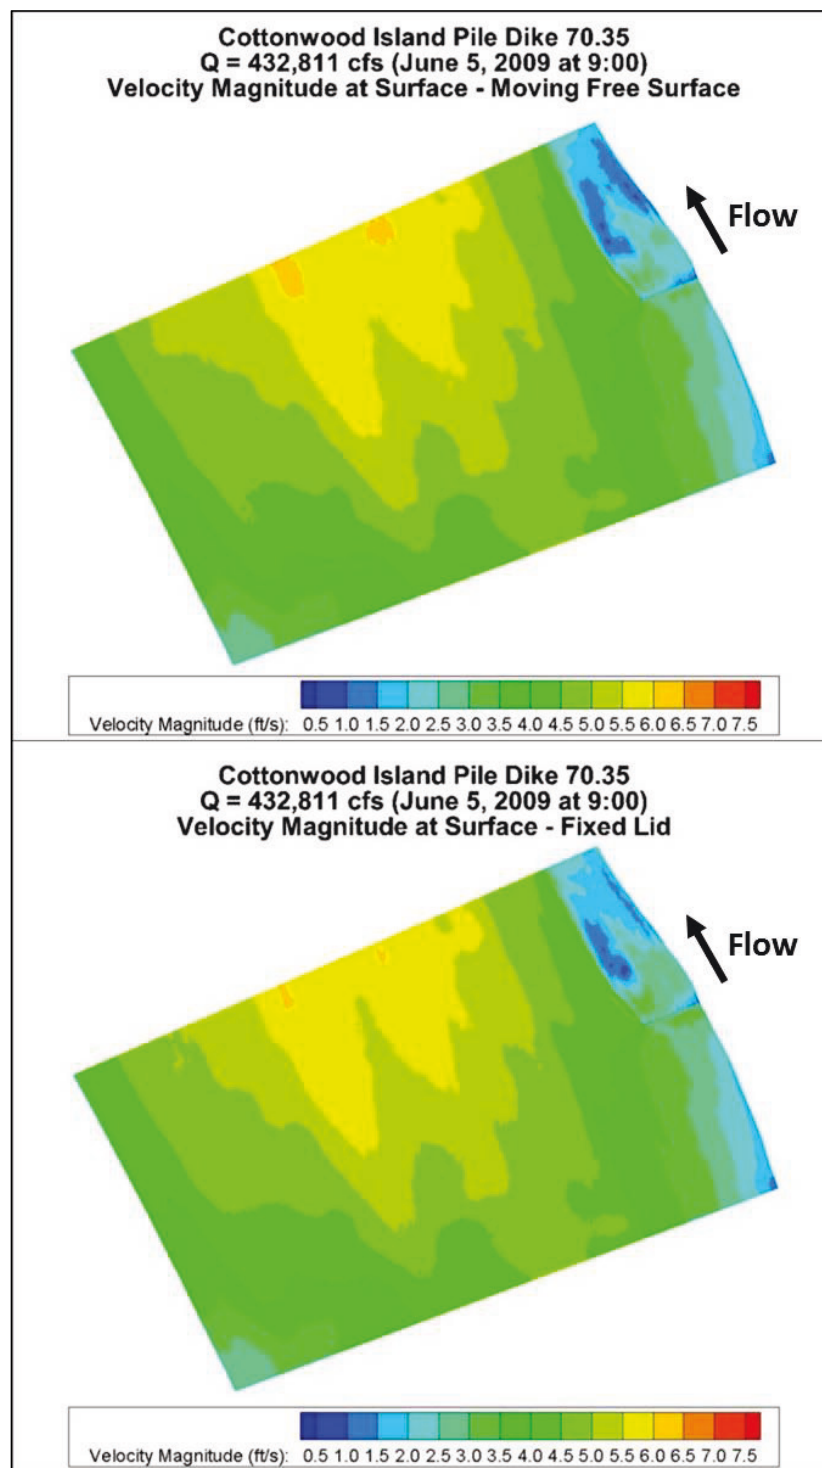 Cottonwood Island Pile Dike 70.35
Q = 432,811 cfs (June 5, 2009 at 9:00)
Velocity Magnitude at Surface - Moving Free Surface
Flow
Velocity Magnitude (ft/s): 0.5 1.0 1.5 2.0 2.5 3.0 3.5 4.0 4.5 5.0 5.5 6.0 6.5 7.0 7.5
Cottonwood Island Pile Dike 70.35
Q = 432,811 cfs (June 5, 2009 at 9:00)
Velocity Magnitude at Surface - Fixed Lid
Flow
Velocity Magnitude (ft/s): 0.5 1.0 1.5 2.0 2.5 3.0 3.5 4.0 4.5 5.0 5.5 6.0 6.5 7.0 7.5